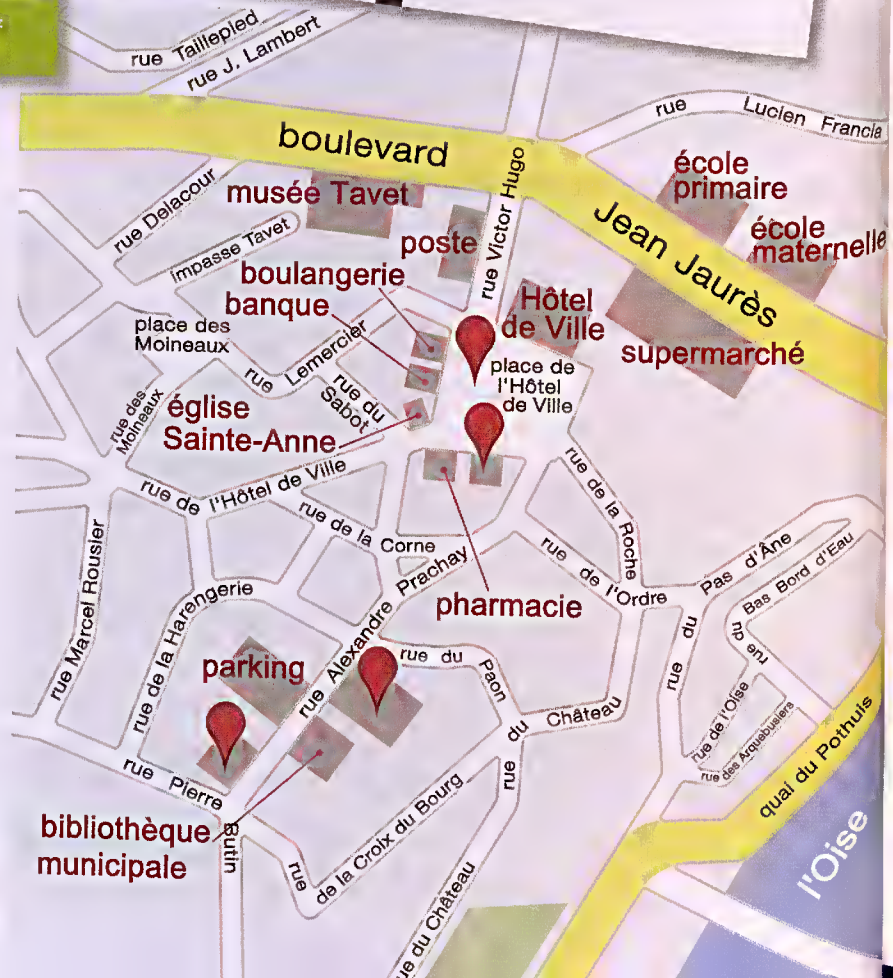 rue Taillepied
rue J. Lambert
boulevard
Jean Jaurès
rue Lucien Francia
rue Victor Hugo
école
primaire
école
maternelle
rue Delacour
musée Tavet
impasse Tavet
poste
boulangerie
banque
Hôtel
de Ville
supermarché
place des
Moineaux
rue Lemercier
place de
l'Hôtel
de Ville
rue du
Sabot
rue des
Moineaux
église
Sainte-Anne
rue de l'Hôtel de Ville
rue de la Roche
rue de la Corne
rue Marcel Rousier
rue de la Harengerie
rue Alexandre Prachay
pharmacie
rue de l'Ordre
rue du Pas d'Âne
rue du Bas Bord d'Eau
parking
rue du Paon
rue du Château
rue de l'Oise
rue des Arquebusiers
quai du Pothuis
rue Pierre Butin
bibliothèque
municipale
rue de la Croix du Bourg
l'Oise
ue du Château